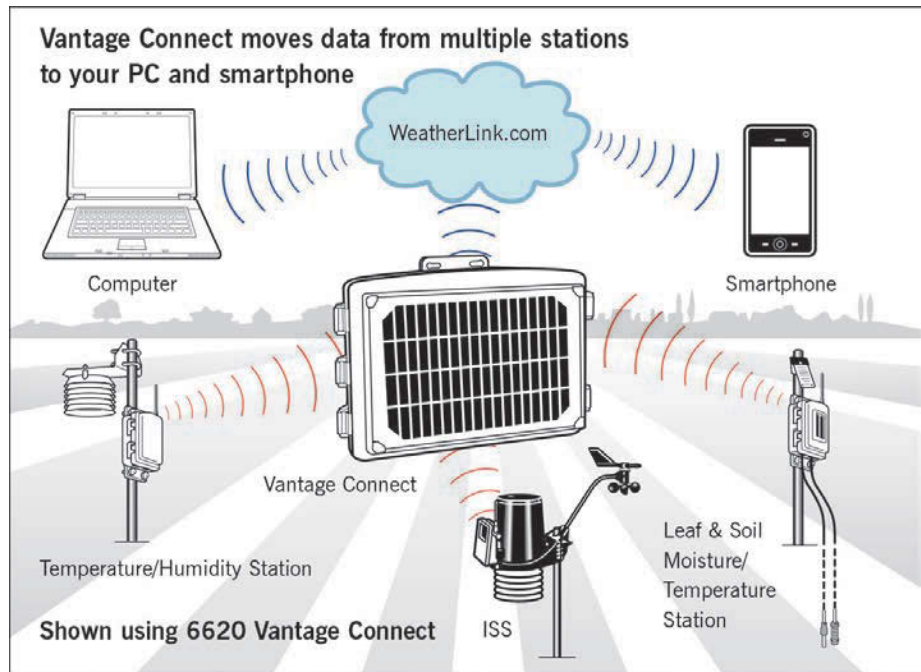 Vantage Connect moves data from multiple stations
to your PC and smartphone
WeatherLink.com
Computer
Smartphone
Vantage Connect
Temperature/Humidity Station
ISS
Leaf & Soil
Moisture/
Temperature
Station
Shown using 6620 Vantage Connect